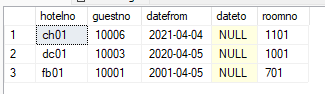 hotelno guestno datefrom dateto roomno
1 ch01 10006 2021-04-04 NULL 1101
2 dc01 10003 2020-04-05 NULL 1001
3 fb01 10001 2001-04-05 NULL 701